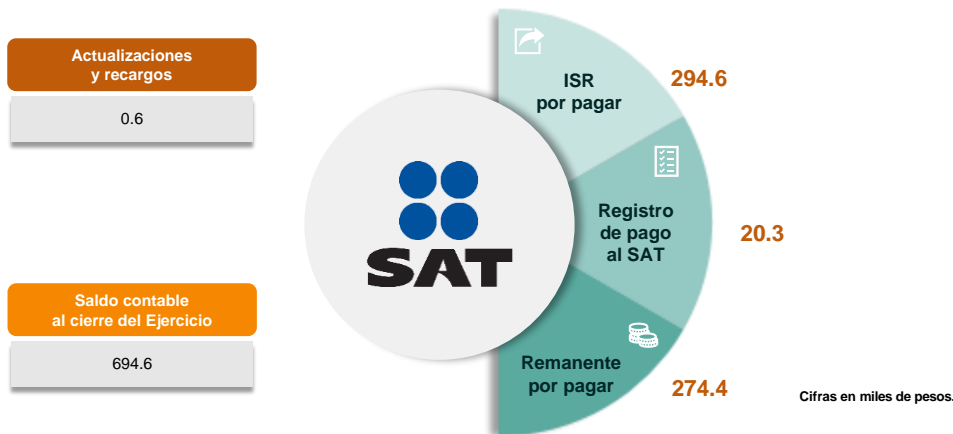 Actualizaciones
y recargos
0.6
Saldo contable
al cierre del Ejercicio
694.6
SAT
ISR
por pagar
294.6
Registro
de pago
al SAT
20.3
Remanente
por pagar
274.4
Cifras en miles de pesos.